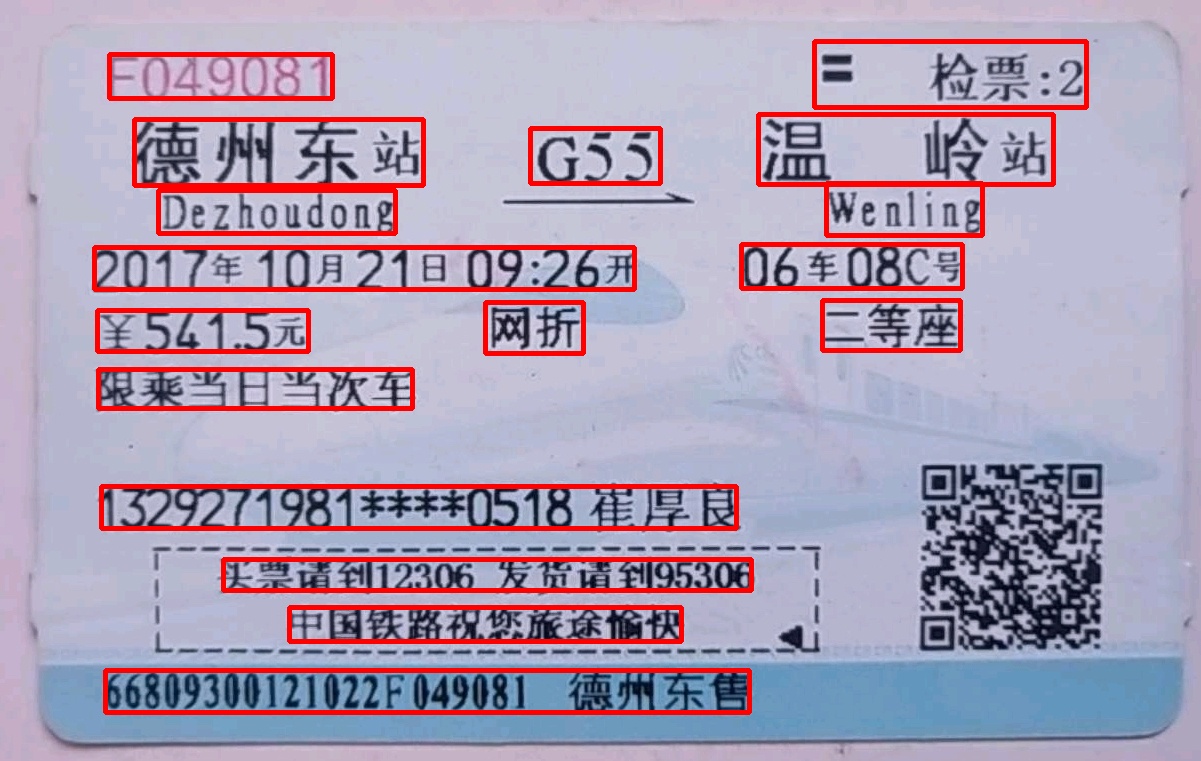 F049081 检票:2
德州东站 G55 温岭站
Dezhoudong Wenling
2017年10月21日 09:26开 06车08C号
¥541.5元 网折 二等座
限乘当日当次车
1329271981****0518 崔厚良
买票请到12306 发货请到95306
中国铁路祝您旅途愉快
66809300121022F049081 德州东售